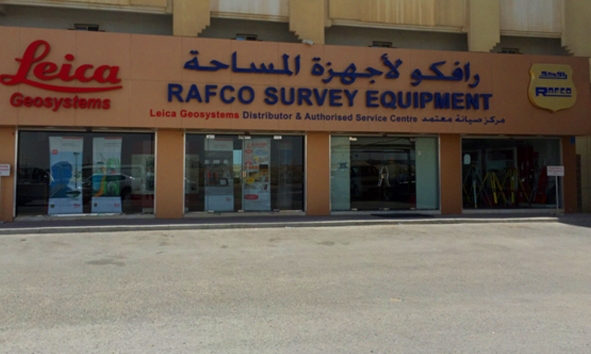 Leica
Geosystems
رافكو لأجهزة المساحة
RAFCO SURVEY EQUIPMENT
Leica Geosystems Distributor & Authorised Service Centre مركز صيانة معتمد
RAFCO